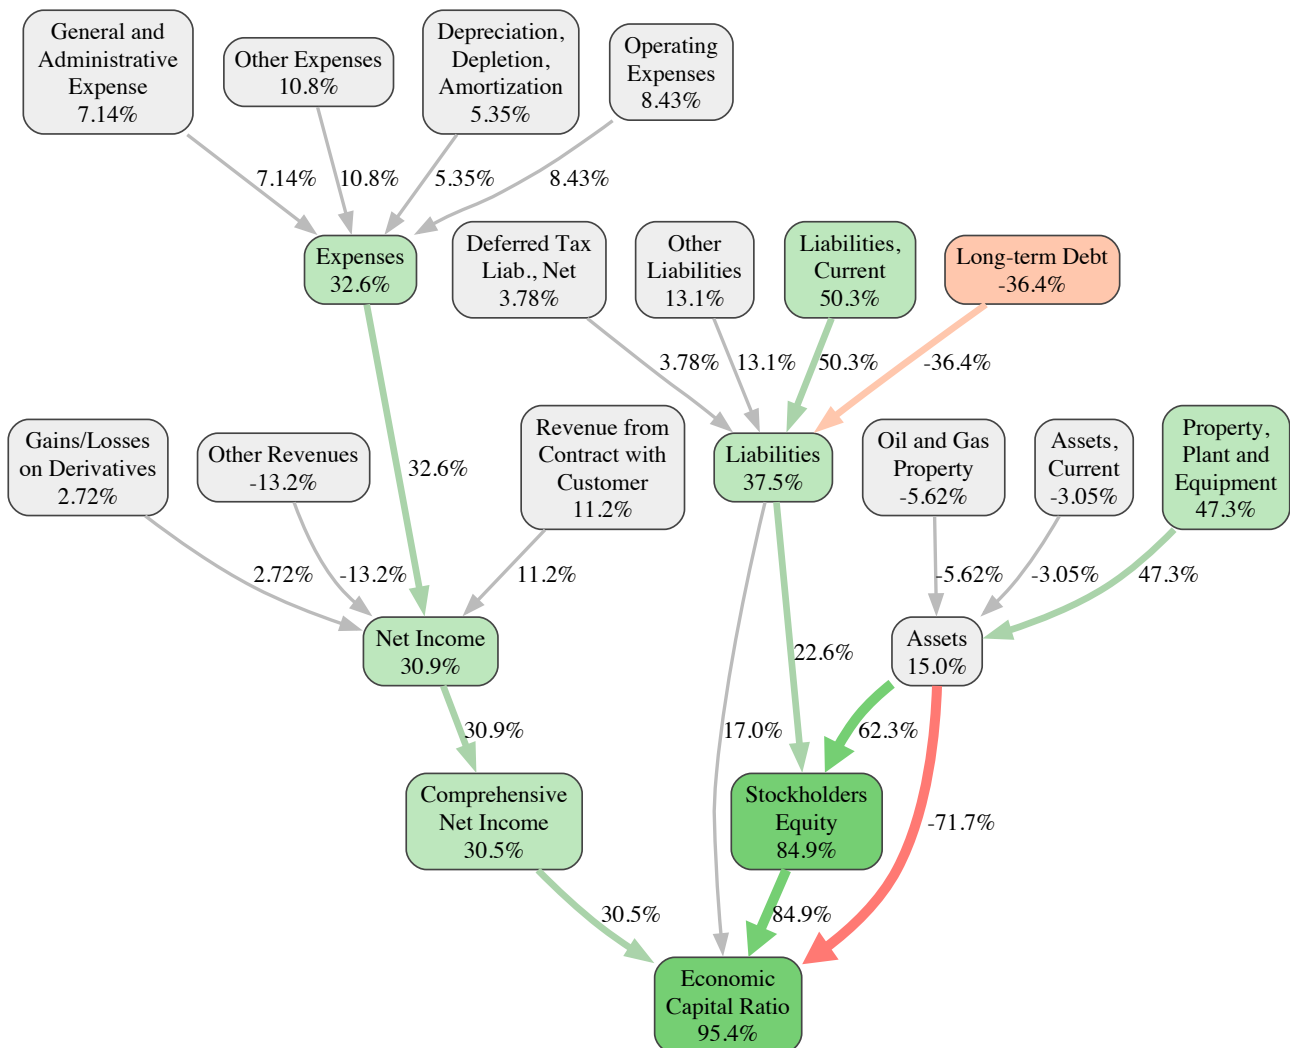 General and
Administrative
Expense
7.14%
Other Expenses
10.8%
Depreciation,
Depletion,
Amortization
5.35%
Operating
Expenses
8.43%
7.14%
10.8%
5.35%
8.43%
Expenses
32.6%
Deferred Tax
Liab., Net
3.78%
Other
Liabilities
13.1%
Liabilities,
Current
50.3%
Long-term Debt
-36.4%
3.78%
13.1%
50.3%
-36.4%
Gains/Losses
on Derivatives
2.72%
Other Revenues
-13.2%
32.6%
Revenue from
Contract with
Customer
11.2%
Liabilities
37.5%
Oil and Gas
Property
-5.62%
Assets,
Current
-3.05%
Property,
Plant and
Equipment
47.3%
2.72%
-13.2%
11.2%
-5.62%
-3.05%
47.3%
Net Income
30.9%
22.6%
Assets
15.0%
30.9%
17.0%
62.3%
Comprehensive
Net Income
30.5%
Stockholders
Equity
84.9%
-71.7%
30.5%
84.9%
Economic
Capital Ratio
95.4%